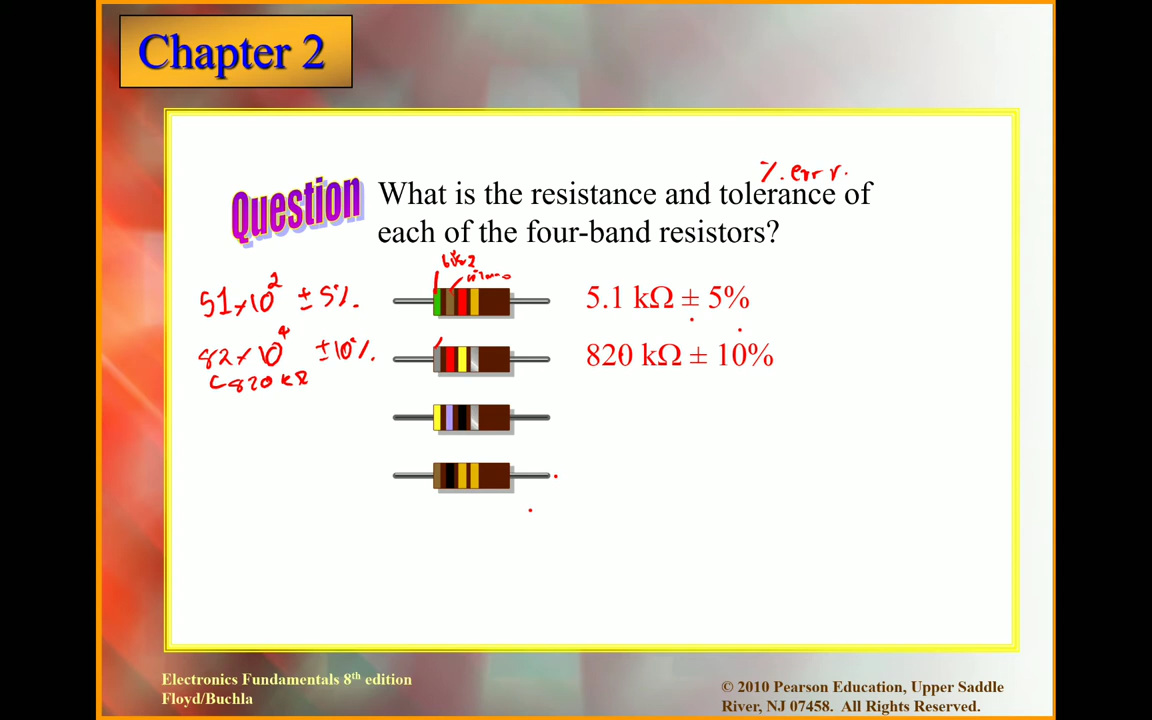 Chapter 2
% error.
Question
What is the resistance and tolerance of
each of the four-band resistors?
51×10² ± 5%.
5.1 kΩ ± 5%
82×10⁴ ±10%.
820 kΩ ± 10%
820 kΩ
Electronics Fundamentals 8th edition
Floyd/Buchla
© 2010 Pearson Education, Upper Saddle
River, NJ 07458. All Rights Reserved.